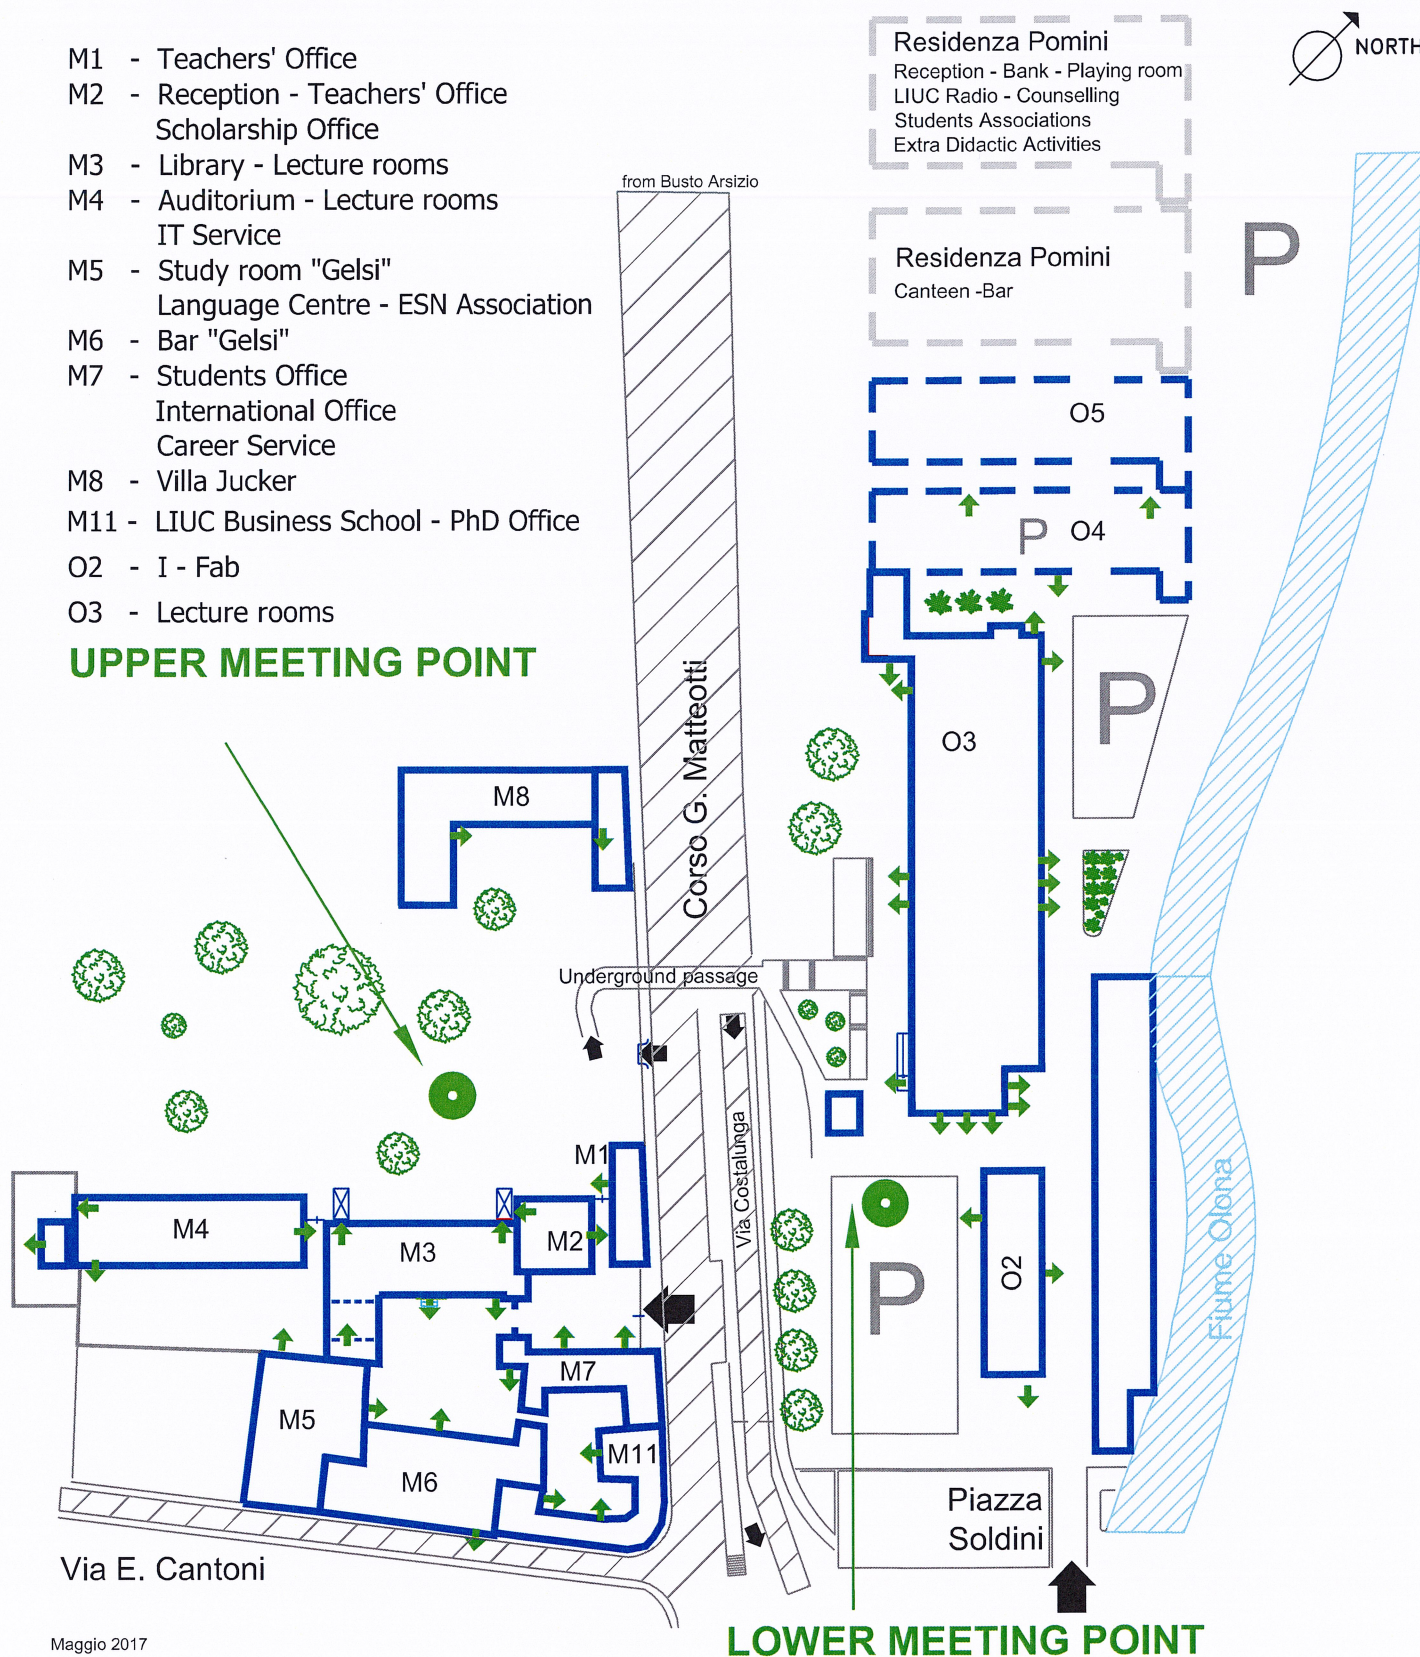 M1 - Teachers' Office
M2 - Reception - Teachers' Office
Scholarship Office
M3 - Library - Lecture rooms
M4 - Auditorium - Lecture rooms
IT Service
M5 - Study room "Gelsi"
Language Centre - ESN Association
M6 - Bar "Gelsi"
M7 - Students Office
International Office
Career Service
M8 - Villa Jucker
M11 - LIUC Business School - PhD Office
O2 - I - Fab
O3 - Lecture rooms
UPPER MEETING POINT
Residenza Pomini
Reception - Bank - Playing room
LIUC Radio - Counselling
Students Associations
Extra Didactic Activities
NORTH
from Busto Arsizio
Residenza Pomini
Canteen -Bar
P
O5
P O4
P
O3
Corso G. Matteotti
M8
Underground passage
Via Costalunga
M1
M4
M3
M2
P
O2
Fiume Olona
M7
M5
M11
M6
Piazza
Soldini
Via E. Cantoni
LOWER MEETING POINT
Maggio 2017